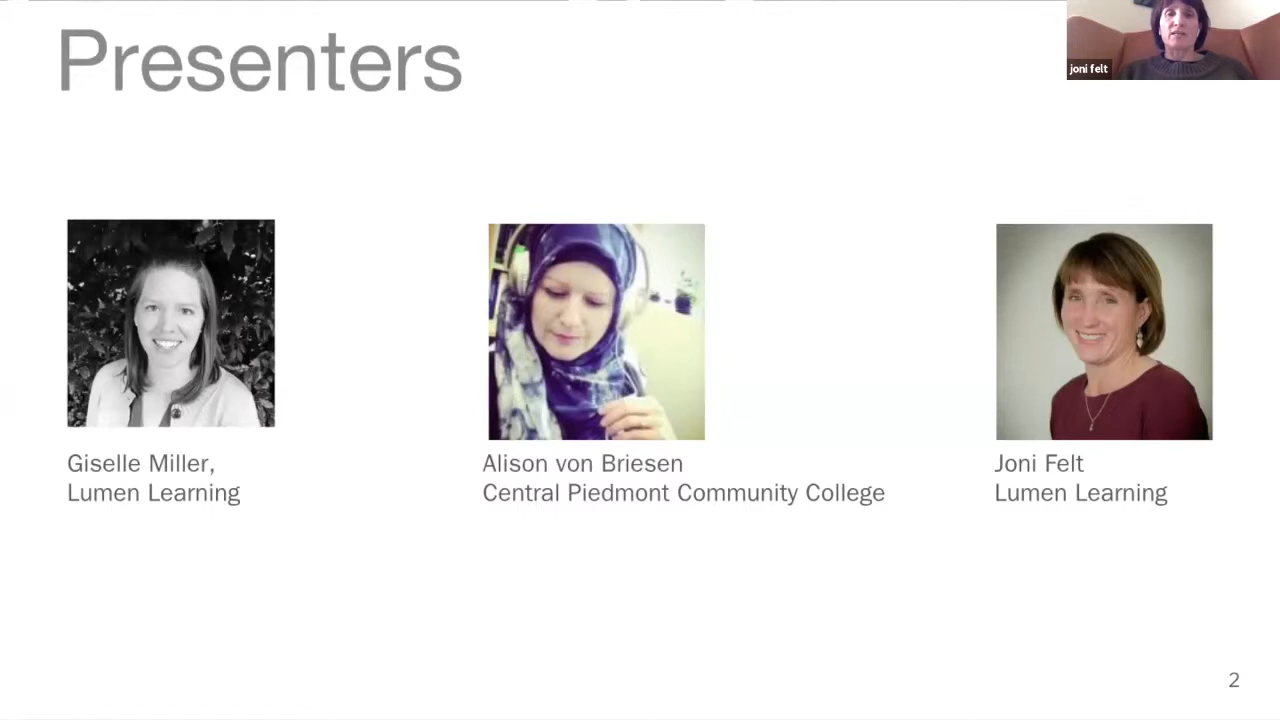 Presenters
joni felt
Giselle Miller,
Lumen Learning
Alison von Briesen
Central Piedmont Community College
Joni Felt
Lumen Learning
2